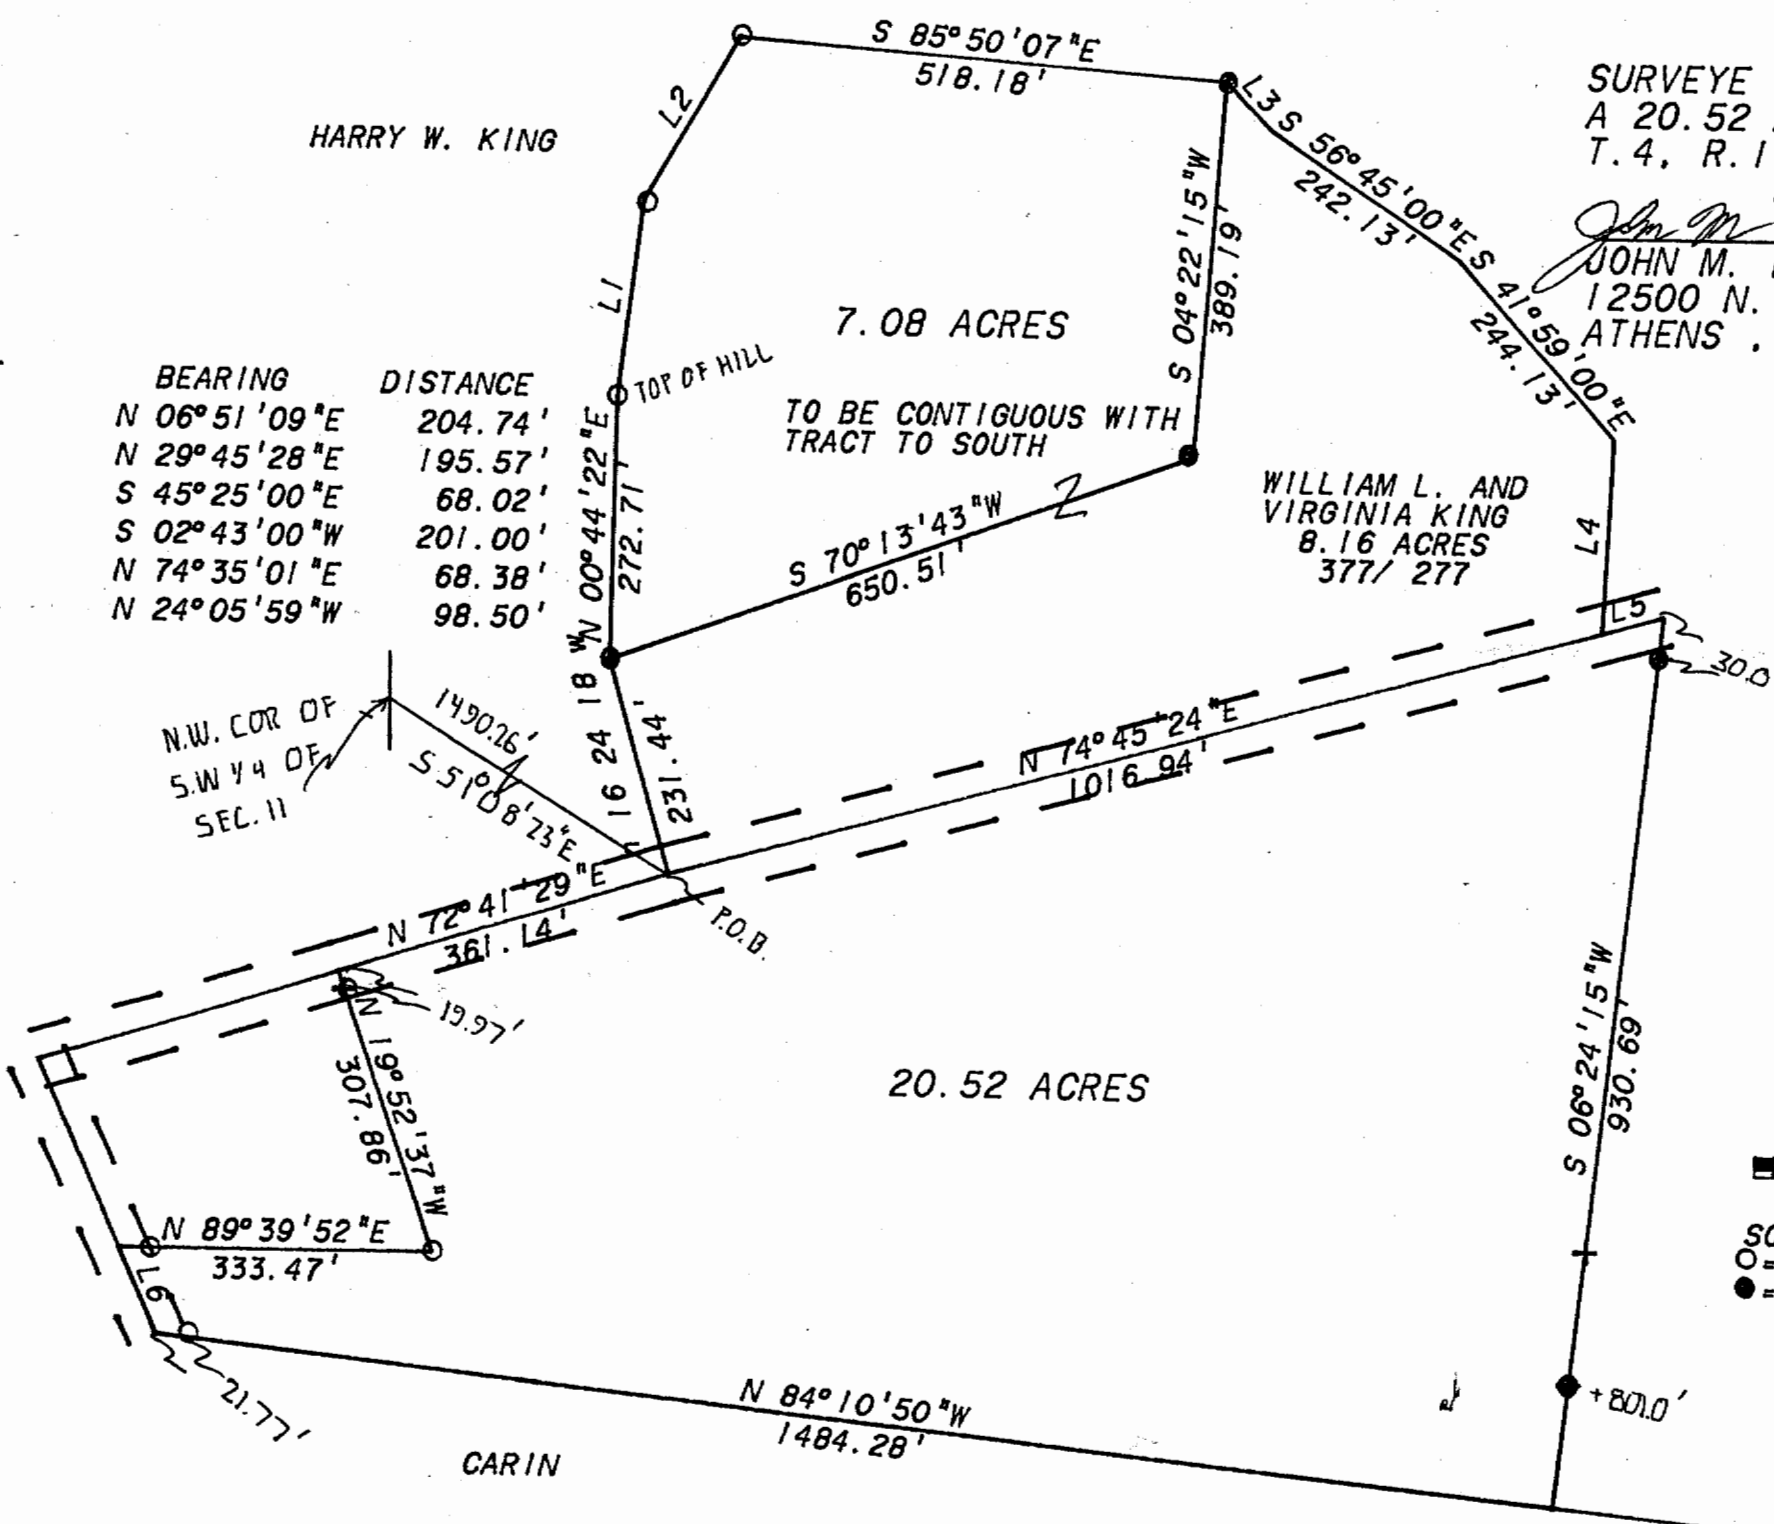 S 85°50'07"E
518.18'
L2
HARRY W. KING
L3
S 56°45'00"E
242.13'
SURVEYE
A 20.52
T.4, R.1
JOHN M.
12500 N.
ATHENS .
S 41°59'00"E
244.13'
S 04°22'15"W
389.19'
L1
7.08 ACRES
TOP OF HILL
TO BE CONTIGUOUS WITH
TRACT TO SOUTH
BEARING DISTANCE
N 06°51'09"E 204.74'
N 29°45'28"E 195.57'
S 45°25'00"E 68.02'
S 02°43'00"W 201.00'
N 74°35'01"E 68.38'
N 24°05'59"W 98.50'
N 00°44'22"E
272.71'
S 70°13'43"W
650.51'
WILLIAM L. AND
VIRGINIA KING
8.16 ACRES
377/ 277
L4
L5
30.0
N.W. COR OF
S.W 1/4 OF
SEC. 11
1490.26'
S.51°08'23"E
16 24 18 W
231.44'
N 74°45'24"E
1016.94'
N 72°41'29"E
361.14'
P.O.B.
19.97'
N 19°52'37"W
307.86'
20.52 ACRES
S 06°24'15"W
930.69'
N 89°39'52"E
333.47'
L6
21.77'
N 84°10'50"W
1484.28'
+801.0'
CARIN